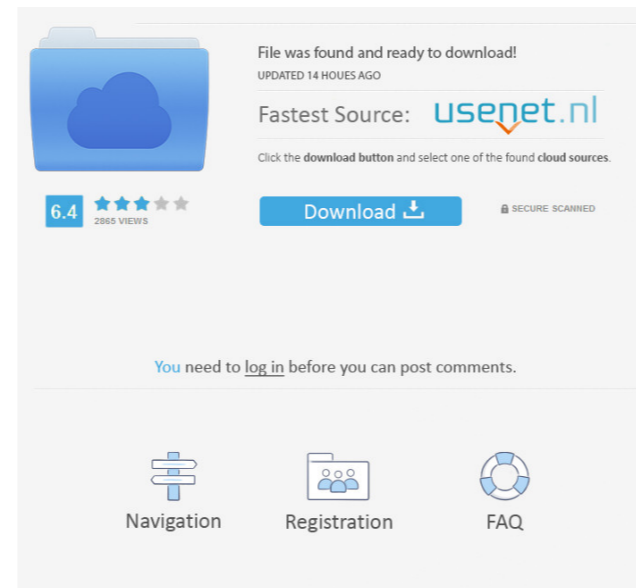 File was found and ready to download!
UPDATED 14 HOUES AGO
Fastest Source: usenet.nl
Click the download button and select one of the found cloud sources.
6.4
2865 VIEWS
Download
SECURE SCANNED
You need to log in before you can post comments.
Navigation Registration FAQ